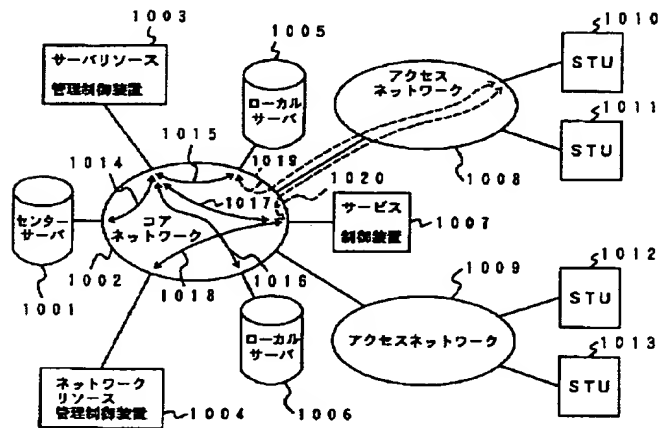 1003
サーバリソース
管理制御装置
1005
ローカル
サーバ
アクセス
ネットワーク
1008
1010
STU
1011
STU
1014
1015
1019
1020
1017
センター
サーバ
1001
1002
コア
ネットワーク
1018
1016
サービス
制御装置
1007
1009
アクセスネットワーク
1012
STU
1013
STU
ローカル
サーバ
1006
ネットワーク
リソース
管理制御装置
1004